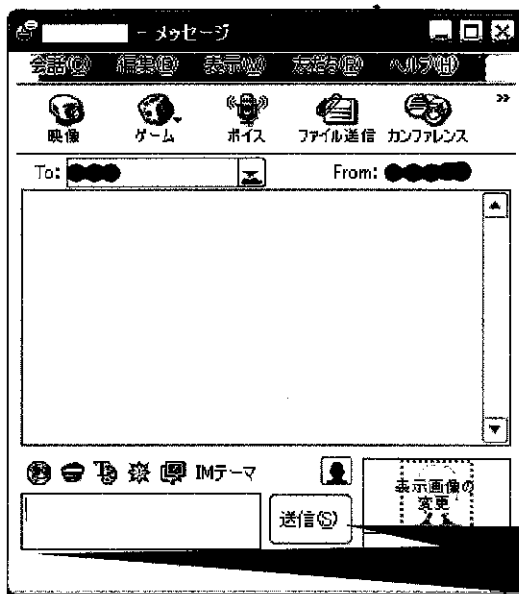 - メッセージ
会話(C) 編集(E) 表示(V) 友だち(R) ヘルプ(H)
映像 ゲーム ボイス ファイル送信 カンファレンス »
To: From:
IMテーマ
表示画像の
変更
送信(S)